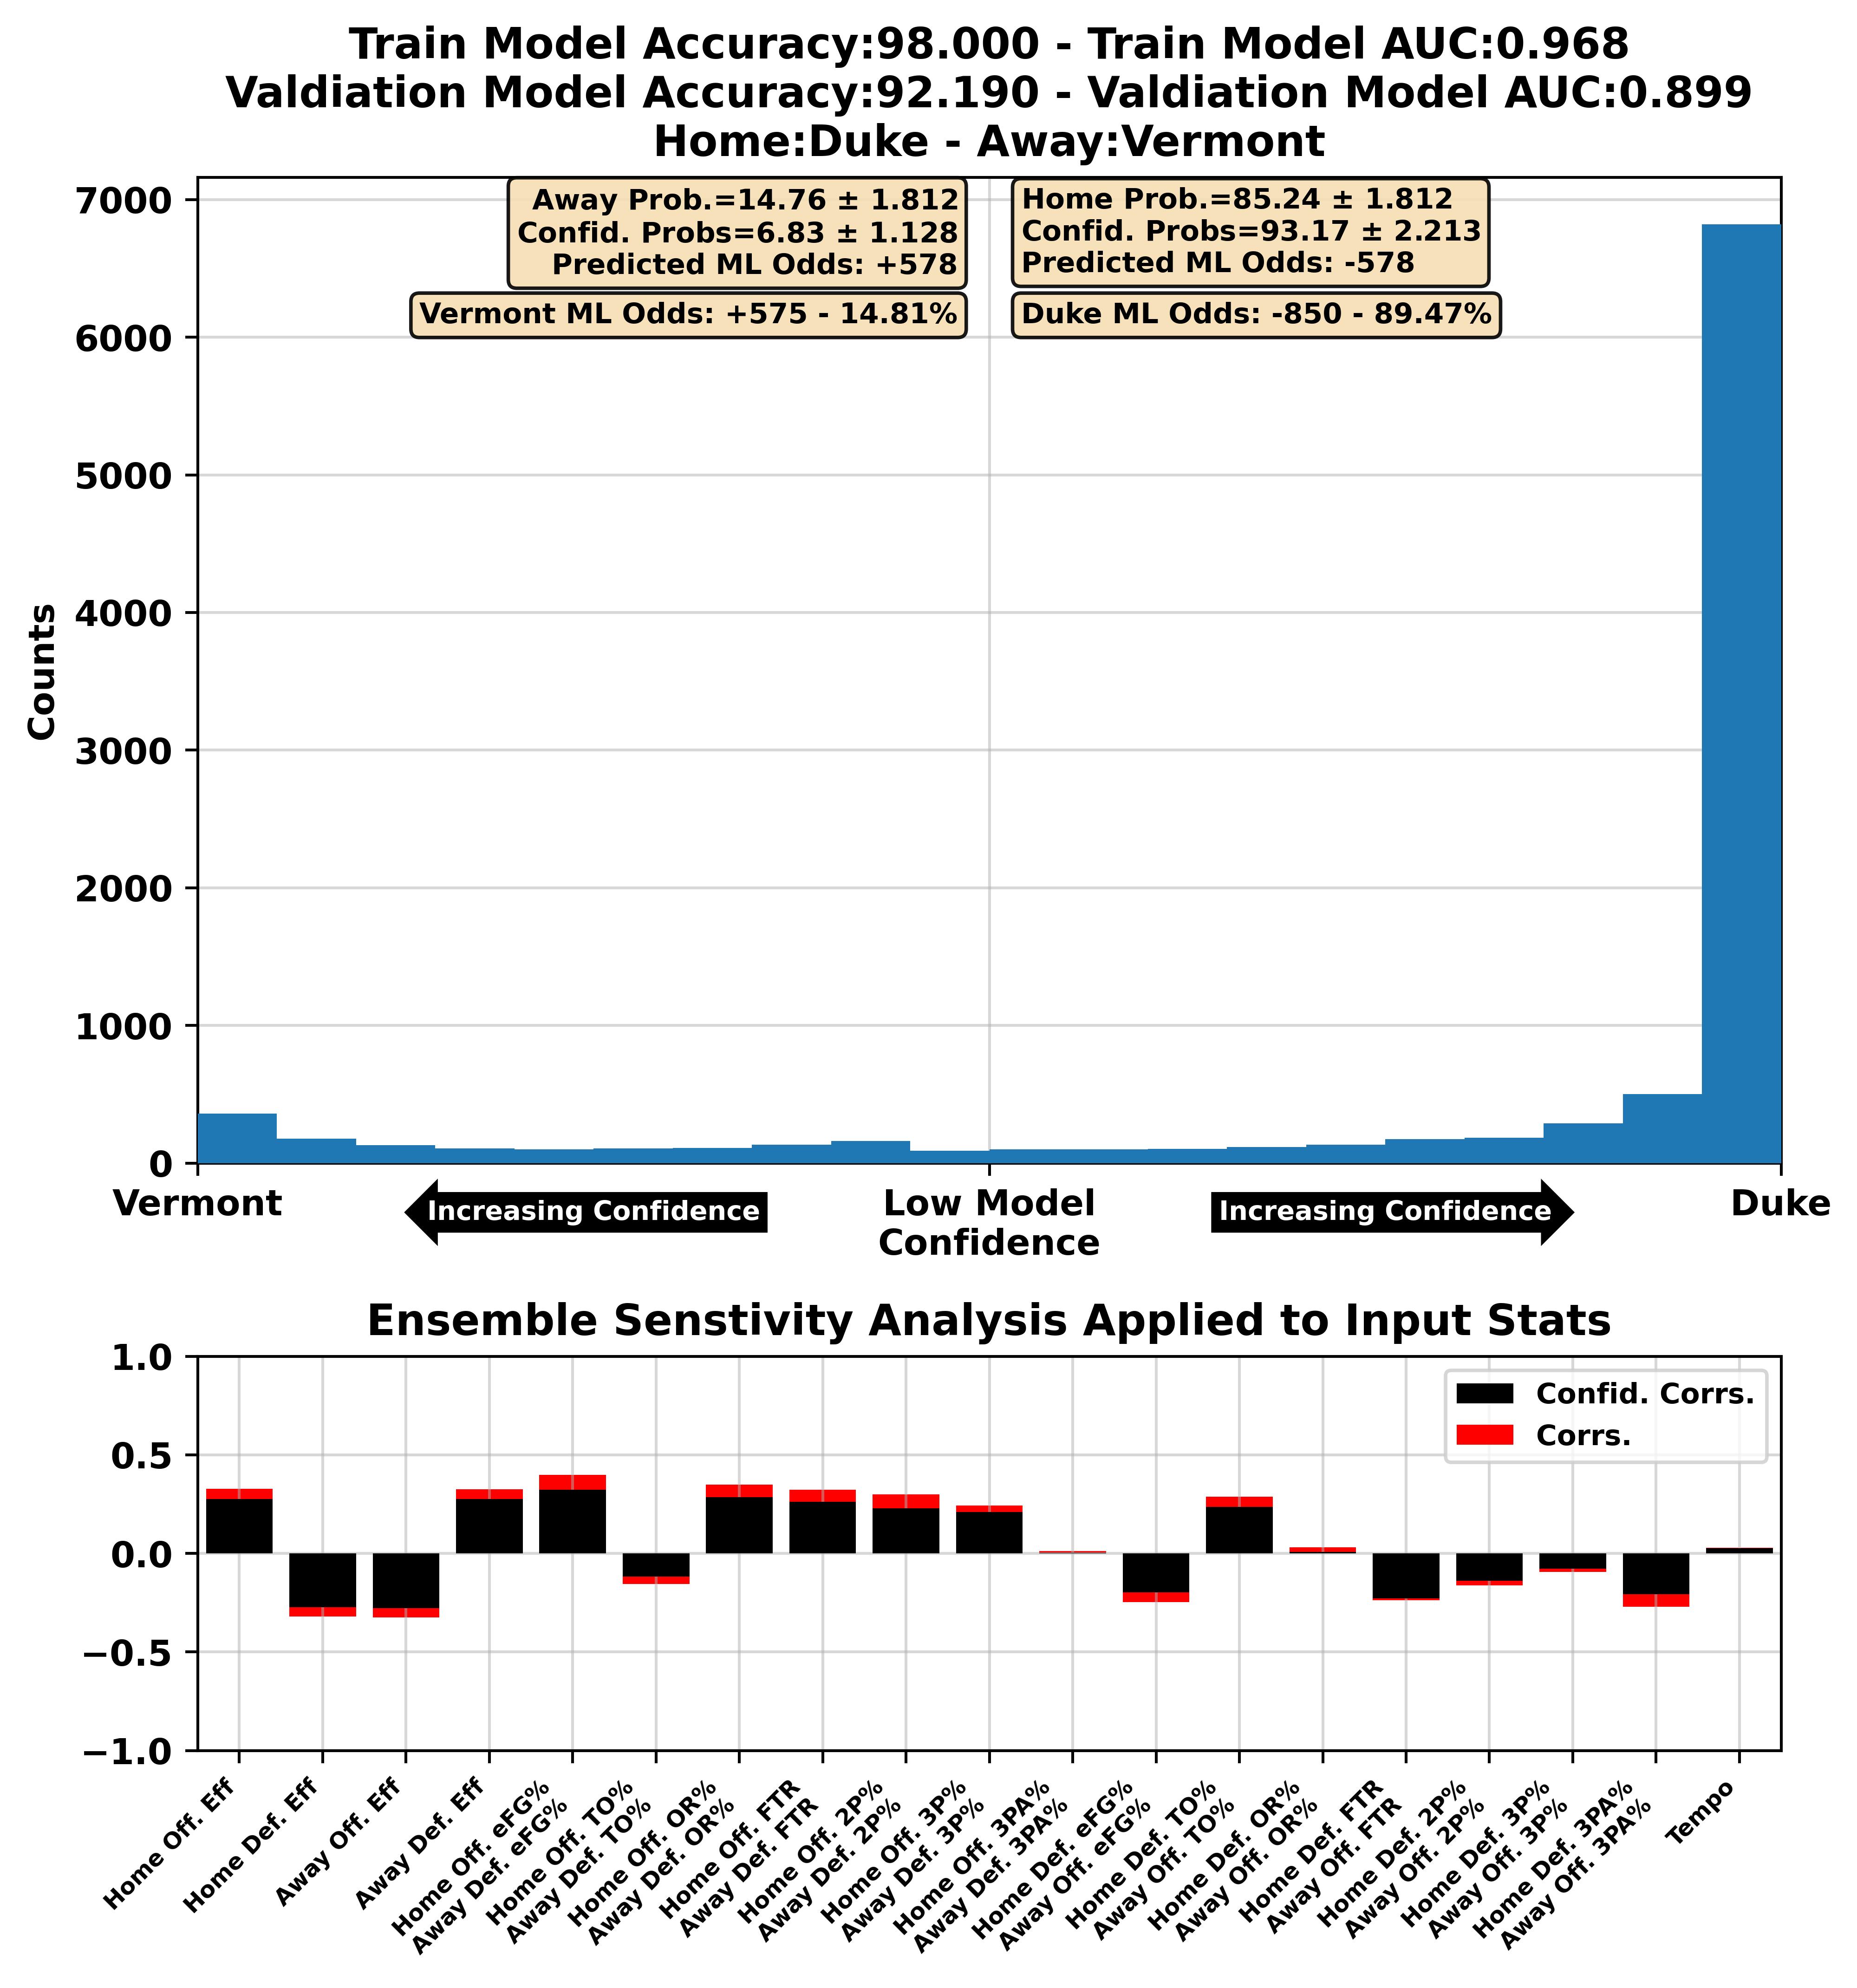 Train Model Accuracy:98.000 - Train Model AUC:0.968
Valdiation Model Accuracy:92.190 - Valdiation Model AUC:0.899
Home:Duke - Away:Vermont
Away Prob.=14.76 ± 1.812
Confid. Probs=6.83 ± 1.128
Predicted ML Odds: +578
Vermont ML Odds: +575 - 14.81%
Home Prob.=85.24 ± 1.812
Confid. Probs=93.17 ± 2.213
Predicted ML Odds: -578
Duke ML Odds: -850 - 89.47%
Counts
7000
6000
5000
4000
3000
2000
1000
0
Vermont
Increasing Confidence
Low Model
Confidence
Increasing Confidence
Duke
Ensemble Senstivity Analysis Applied to Input Stats
1.0
0.5
0.0
−0.5
−1.0
Confid. Corrs.
Corrs.
Home Off. Eff
Home Def. Eff
Away Off. Eff
Away Def. Eff
Home Off. eFG%
Away Def. eFG%
Home Off. TO%
Away Def. TO%
Home Off. OR%
Away Def. OR%
Home Off. FTR
Away Def. FTR
Home Off. 2P%
Away Def. 2P%
Home Off. 3P%
Away Def. 3P%
Home Off. 3PA%
Away Def. 3PA%
Home Def. eFG%
Away Off. eFG%
Home Def. TO%
Away Off. TO%
Home Def. OR%
Away Off. OR%
Home Def. FTR
Away Off. FTR
Home Def. 2P%
Away Off. 2P%
Home Def. 3P%
Away Off. 3P%
Home Def. 3PA%
Away Off. 3PA%
Tempo